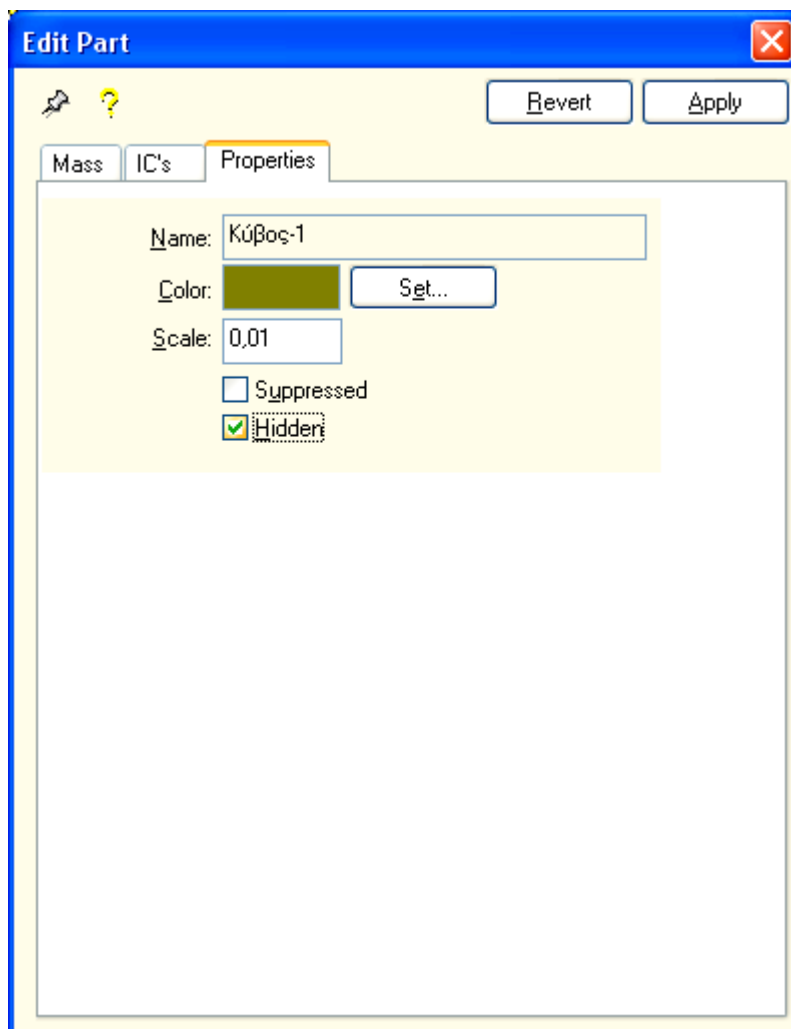 Edit Part
Revert Apply
Mass IC's Properties
Name: Κύβος-1
Color: Set...
Scale: 0,01
Suppressed
Hidden